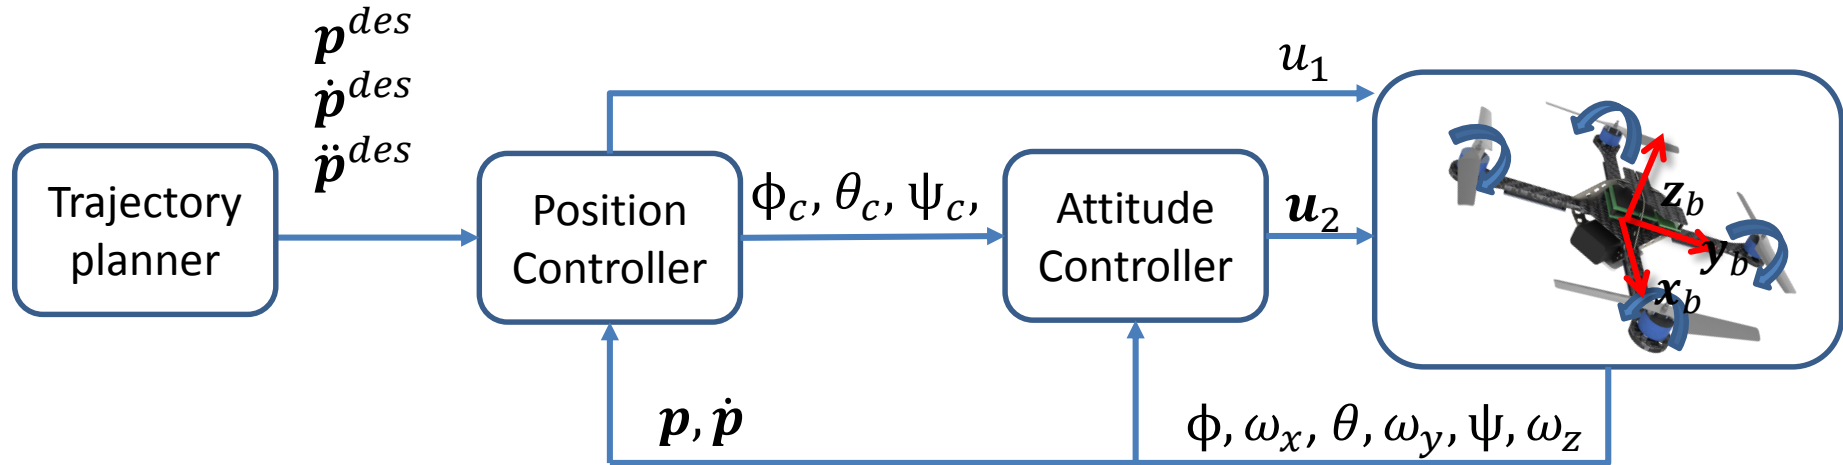 𝒑^{des}
𝒑̇^{des}
𝒑̈^{des}
u₁
Trajectory
planner
Position
Controller
ϕ_c, θ_c, ψ_c,
Attitude
Controller
𝒖₂
𝒛_b
𝒚_b
𝒙_b
𝒑, 𝒑̇
ϕ, ω_x, θ, ω_y, ψ, ω_z